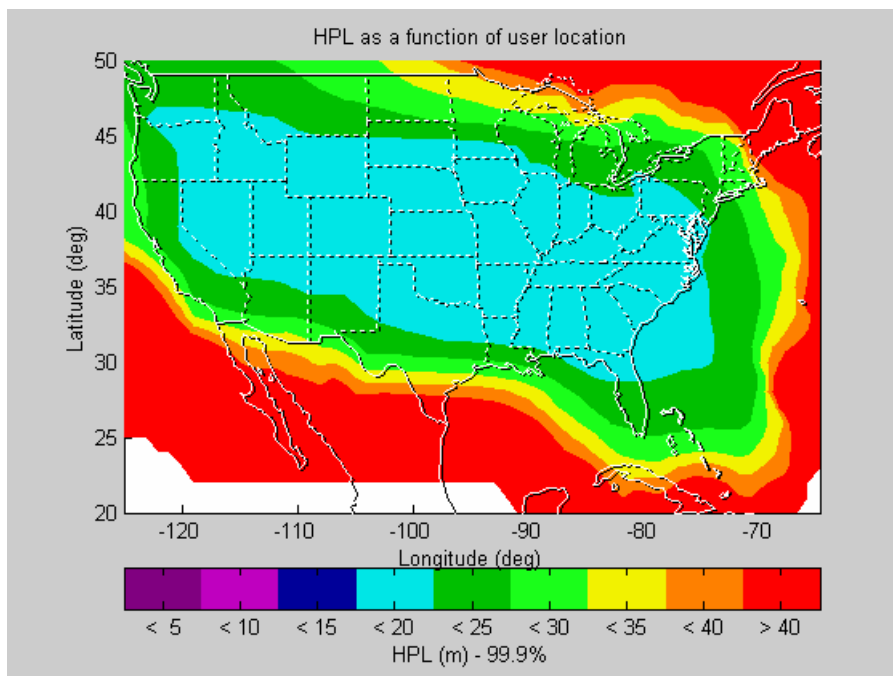 HPL as a function of user location
50
45
40
35
30
25
20
Latitude (deg)
-120 -110 -100 -90 -80 -70
Longitude (deg)
< 5 < 10 < 15 < 20 < 25 < 30 < 35 < 40 > 40
HPL (m) - 99.9%